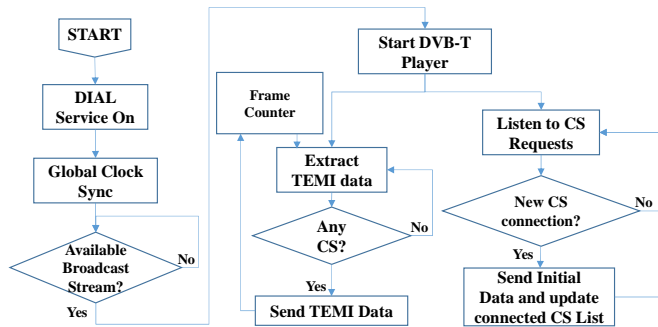 START
DIAL
Service On
Global Clock
Sync
Available
Broadcast
Stream?
No
Yes
Start DVB-T
Player
Frame
Counter
Extract
TEMI data
Any
CS?
No
Yes
Send TEMI Data
Listen to CS
Requests
New CS
connection?
No
Yes
Send Initial
Data and update
connected CS List